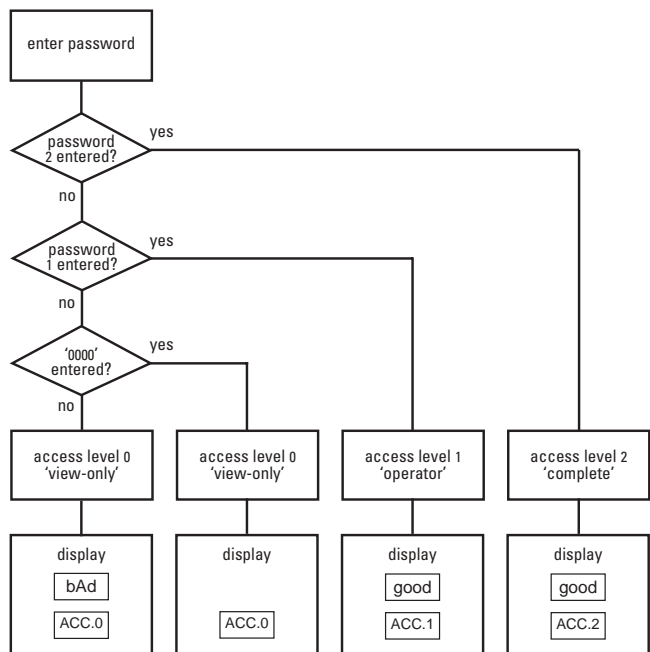 enter password
yes
password
2 entered?
no
yes
password
1 entered?
no
yes
'0000'
entered?
no
access level 0
'view-only'
access level 0
'view-only'
access level 1
'operator'
access level 2
'complete'
display
bAd
ACC.0
display
ACC.0
display
good
ACC.1
display
good
ACC.2